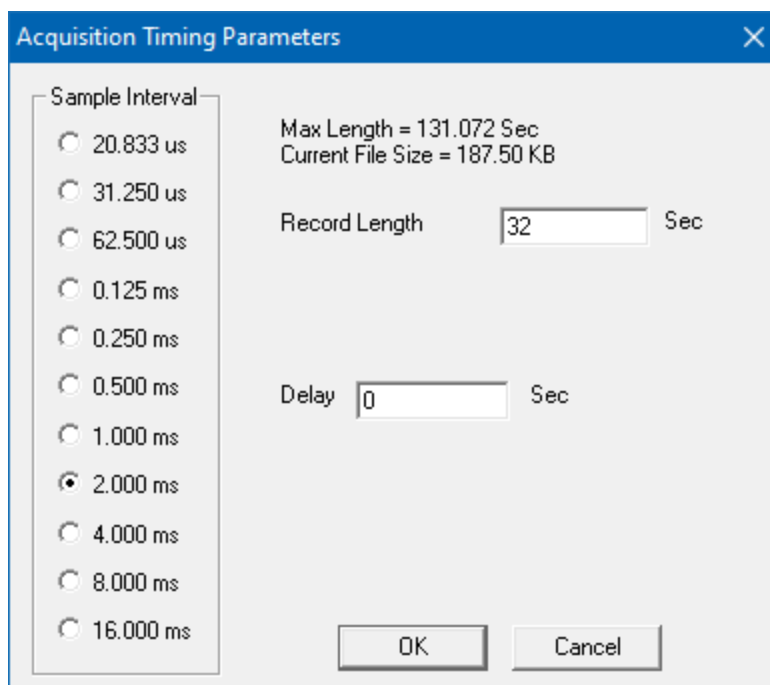 Acquisition Timing Parameters
Sample Interval
20.833 us
31.250 us
62.500 us
0.125 ms
0.250 ms
0.500 ms
1.000 ms
2.000 ms
4.000 ms
8.000 ms
16.000 ms
Max Length = 131.072 Sec
Current File Size = 187.50 KB
Record Length 32 Sec
Delay 0 Sec
OK Cancel